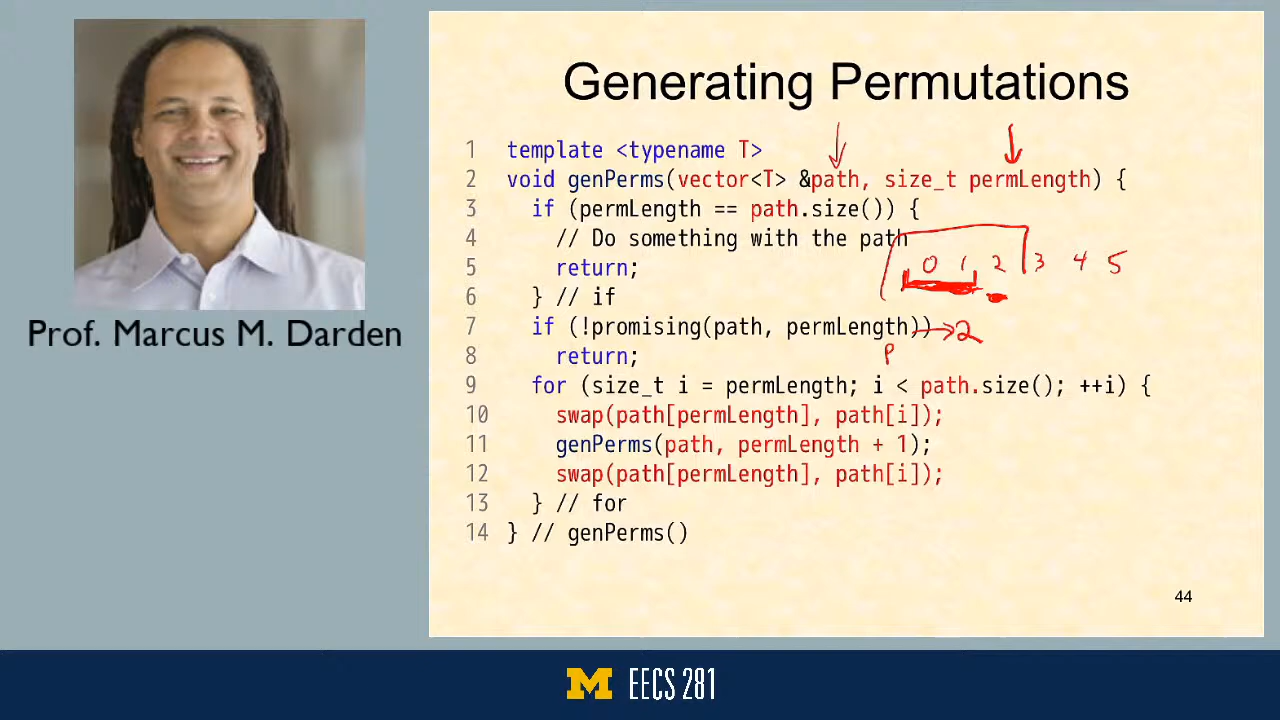 Generating Permutations
1 template <typename T>
2 void genPerms(vector<T> &path, size_t permLength) {
3 if (permLength == path.size()) {
4 // Do something with the path
5 return;
0 1 2 3 4 5
6 } // if
7 if (!promising(path, permLength)) → 2
P
8 return;
9 for (size_t i = permLength; i < path.size(); ++i) {
10 swap(path[permLength], path[i]);
11 genPerms(path, permLength + 1);
12 swap(path[permLength], path[i]);
13 } // for
14 } // genPerms()
44
Prof. Marcus M. Darden
M EECS 281